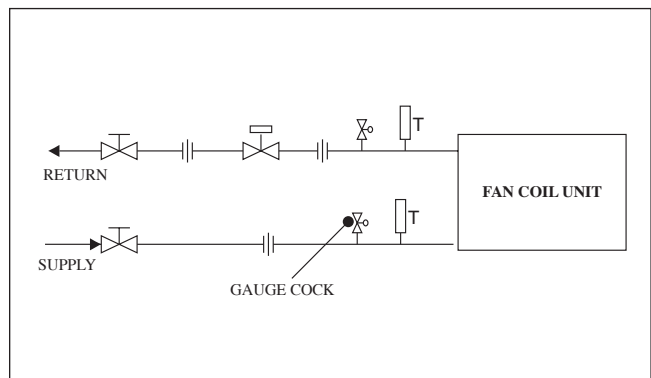 T
RETURN
FAN COIL UNIT
T
SUPPLY
GAUGE COCK